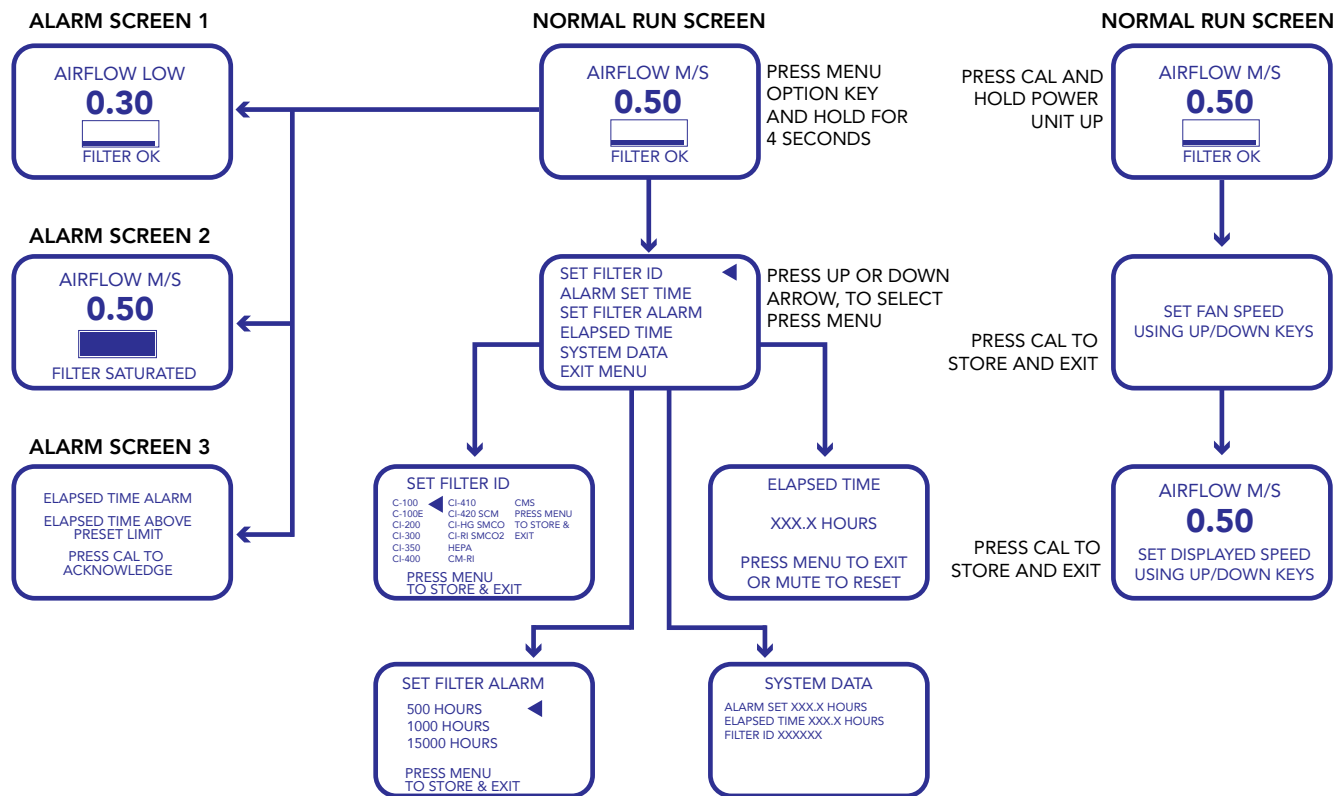 ALARM SCREEN 1
AIRFLOW LOW
0.30
FILTER OK
ALARM SCREEN 2
AIRFLOW M/S
0.50
FILTER SATURATED
ALARM SCREEN 3
ELAPSED TIME ALARM
ELAPSED TIME ABOVE
PRESET LIMIT
PRESS CAL TO
ACKNOWLEDGE
NORMAL RUN SCREEN
AIRFLOW M/S
0.50
FILTER OK
PRESS MENU
OPTION KEY
AND HOLD FOR
4 SECONDS
SET FILTER ID
ALARM SET TIME
SET FILTER ALARM
ELAPSED TIME
SYSTEM DATA
EXIT MENU
PRESS UP OR DOWN
ARROW, TO SELECT
PRESS MENU
SET FILTER ID
C-100
C-100E
CI-200
CI-300
CI-350
CI-400
CI-410
CI-420 SCM
CI-HG SMCO
CI-RI SMCO2
HEPA
CM-RI
CMS
PRESS MENU
TO STORE &
EXIT
PRESS MENU
TO STORE & EXIT
ELAPSED TIME
XXX.X HOURS
PRESS MENU TO EXIT
OR MUTE TO RESET
SET FILTER ALARM
500 HOURS
1000 HOURS
15000 HOURS
PRESS MENU
TO STORE & EXIT
SYSTEM DATA
ALARM SET XXX.X HOURS
ELAPSED TIME XXX.X HOURS
FILTER ID XXXXXX
NORMAL RUN SCREEN
PRESS CAL AND
HOLD POWER
UNIT UP
AIRFLOW M/S
0.50
FILTER OK
SET FAN SPEED
USING UP/DOWN KEYS
PRESS CAL TO
STORE AND EXIT
AIRFLOW M/S
0.50
SET DISPLAYED SPEED
USING UP/DOWN KEYS
PRESS CAL TO
STORE AND EXIT